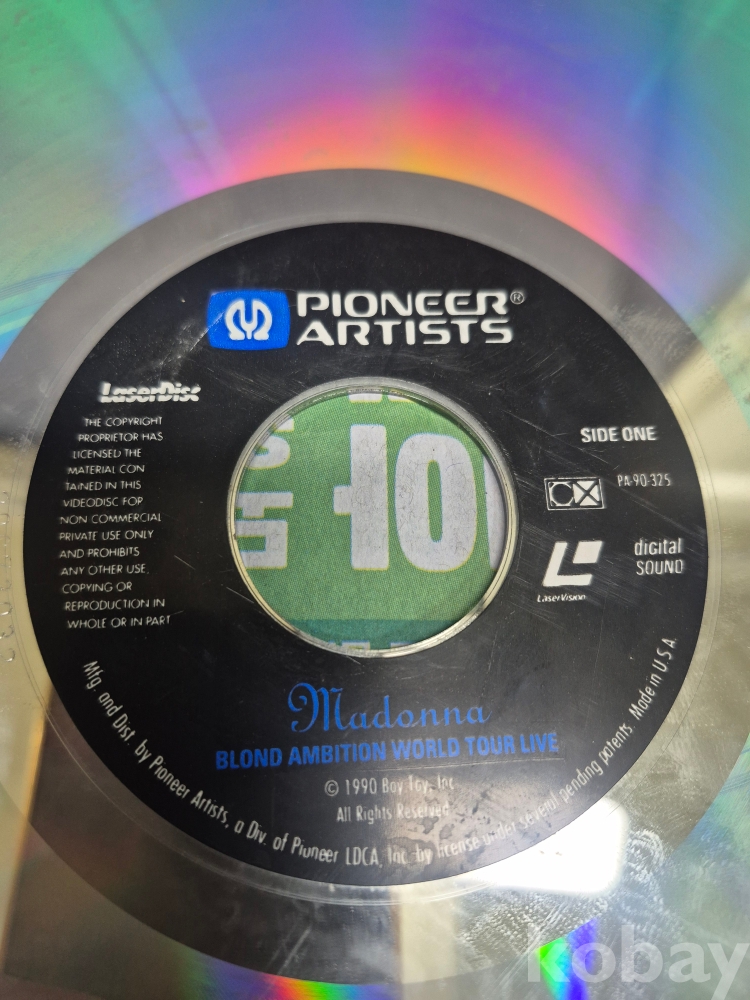 PIONEER®
ARTISTS
LaserDisc
THE COPYRIGHT
PROPRIETOR HAS
LICENSED THE
MATERIAL CON
TAINED IN THIS
VIDEODISC FOR
NON COMMERCIAL
PRIVATE USE ONLY
AND PROHIBITS
ANY OTHER USE,
COPYING OR
REPRODUCTION IN
WHOLE OR IN PART
SIDE ONE
CX
PA-90-325
LaserVision
digital
SOUND
Madonna
BLOND AMBITION WORLD TOUR LIVE
© 1990 Boy Toy, Inc.
All Rights Reserved
Mfg. and Dist. by Pioneer Artists, a Div. of Pioneer LDCA, Inc. by license under several pending patents. Made in U.S.A.
kobay